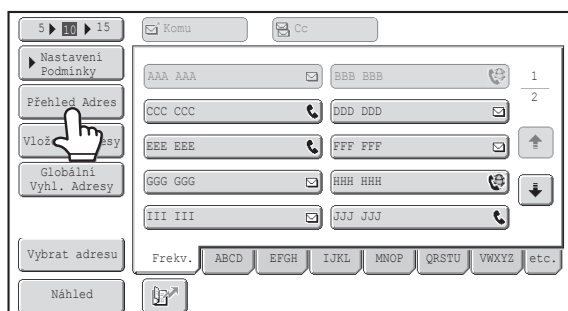 5 10 15
Komu
Cc
Nastavení
Podmínky
Přehled Adres
Globální
Vyhl. Adresy
Vybrat adresu
Náhled
AAA AAA
BBB BBB
CCC CCC
DDD DDD
EEE EEE
FFF FFF
GGG GGG
HHH HHH
III III
JJJ JJJ
1
2
Frekv. ABCD EFGH IJKL MNOP QRSTU VWXYZ etc.